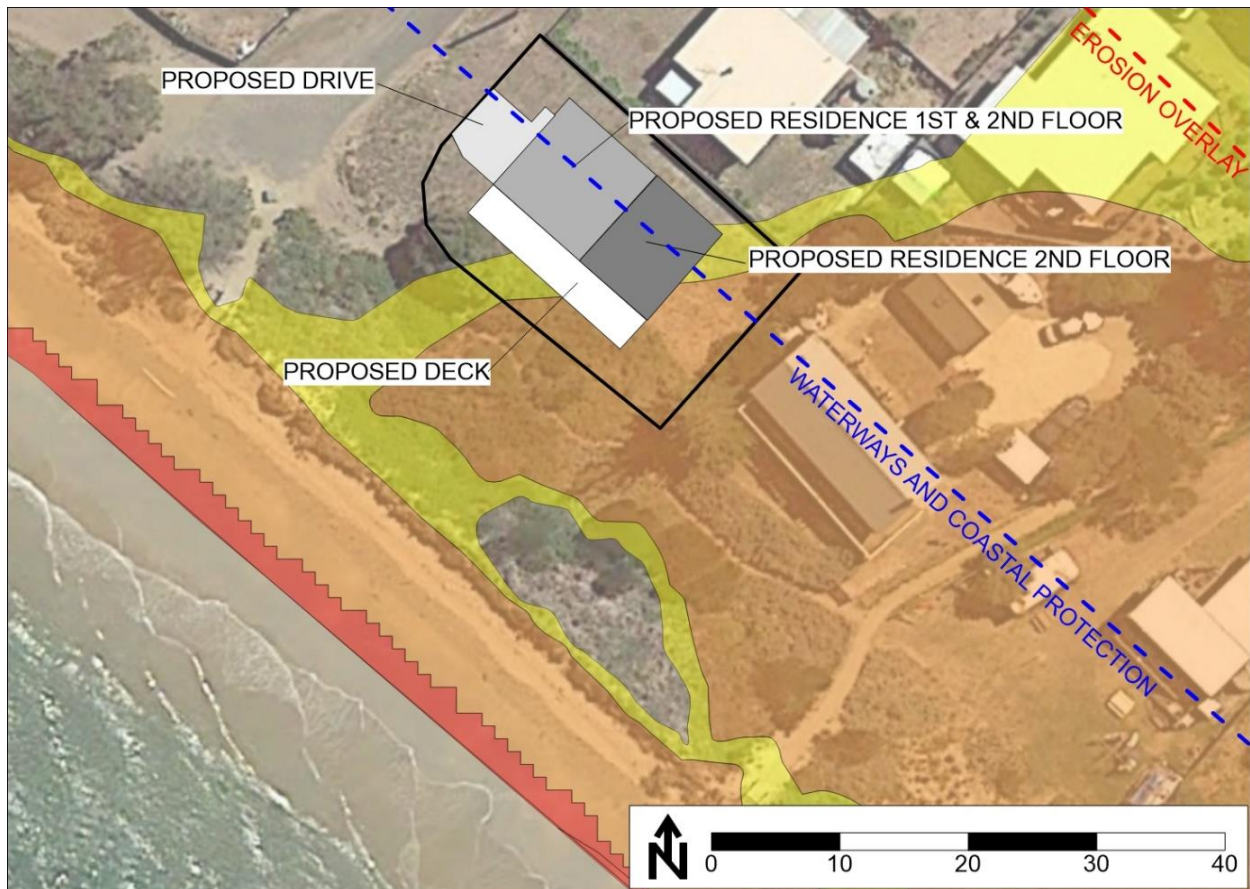 EROSION OVERLAY
PROPOSED DRIVE
PROPOSED RESIDENCE 1ST & 2ND FLOOR
PROPOSED RESIDENCE 2ND FLOOR
PROPOSED DECK
WATERWAYS AND COASTAL PROTECTION
N
0 10 20 30 40